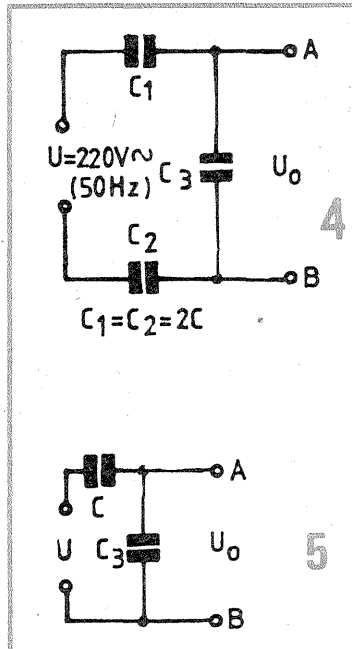 A
C₁
U=220V~
(50Hz)
C₃
U₀
4
C₂
B
C₁=C₂=2C
A
C
U
C₃
U₀
5
B